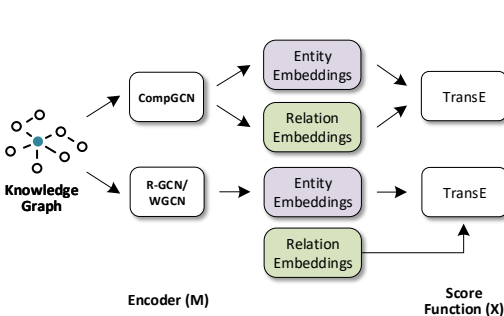 Entity
Embeddings
CompGCN
TransE
Relation
Embeddings
Knowledge
Graph
R-GCN/
WGCN
Entity
Embeddings
TransE
Relation
Embeddings
Encoder (M)
Score
Function (X)